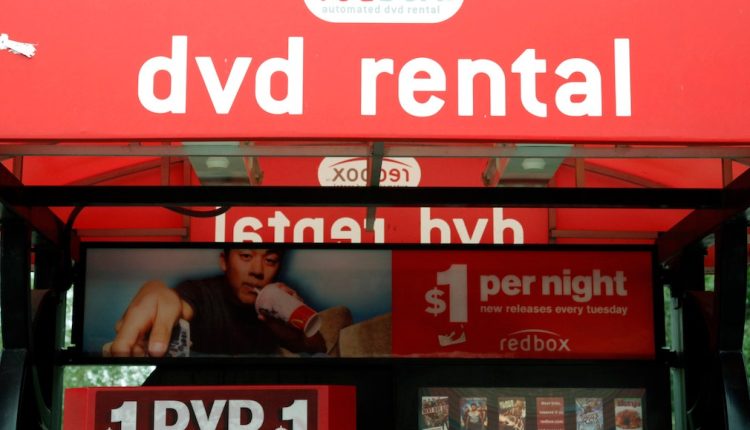 automated dvd rental
dvd rental
redbox
dvd rental
$1 per night
new releases every tuesday
redbox
1 DVD 1